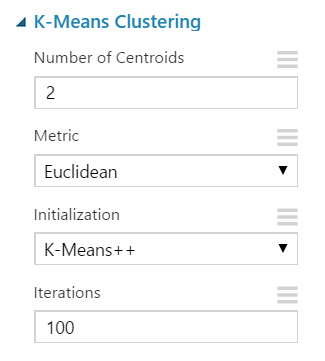 K-Means Clustering
Number of Centroids
2
Metric
Euclidean
Initialization
K-Means++
Iterations
100